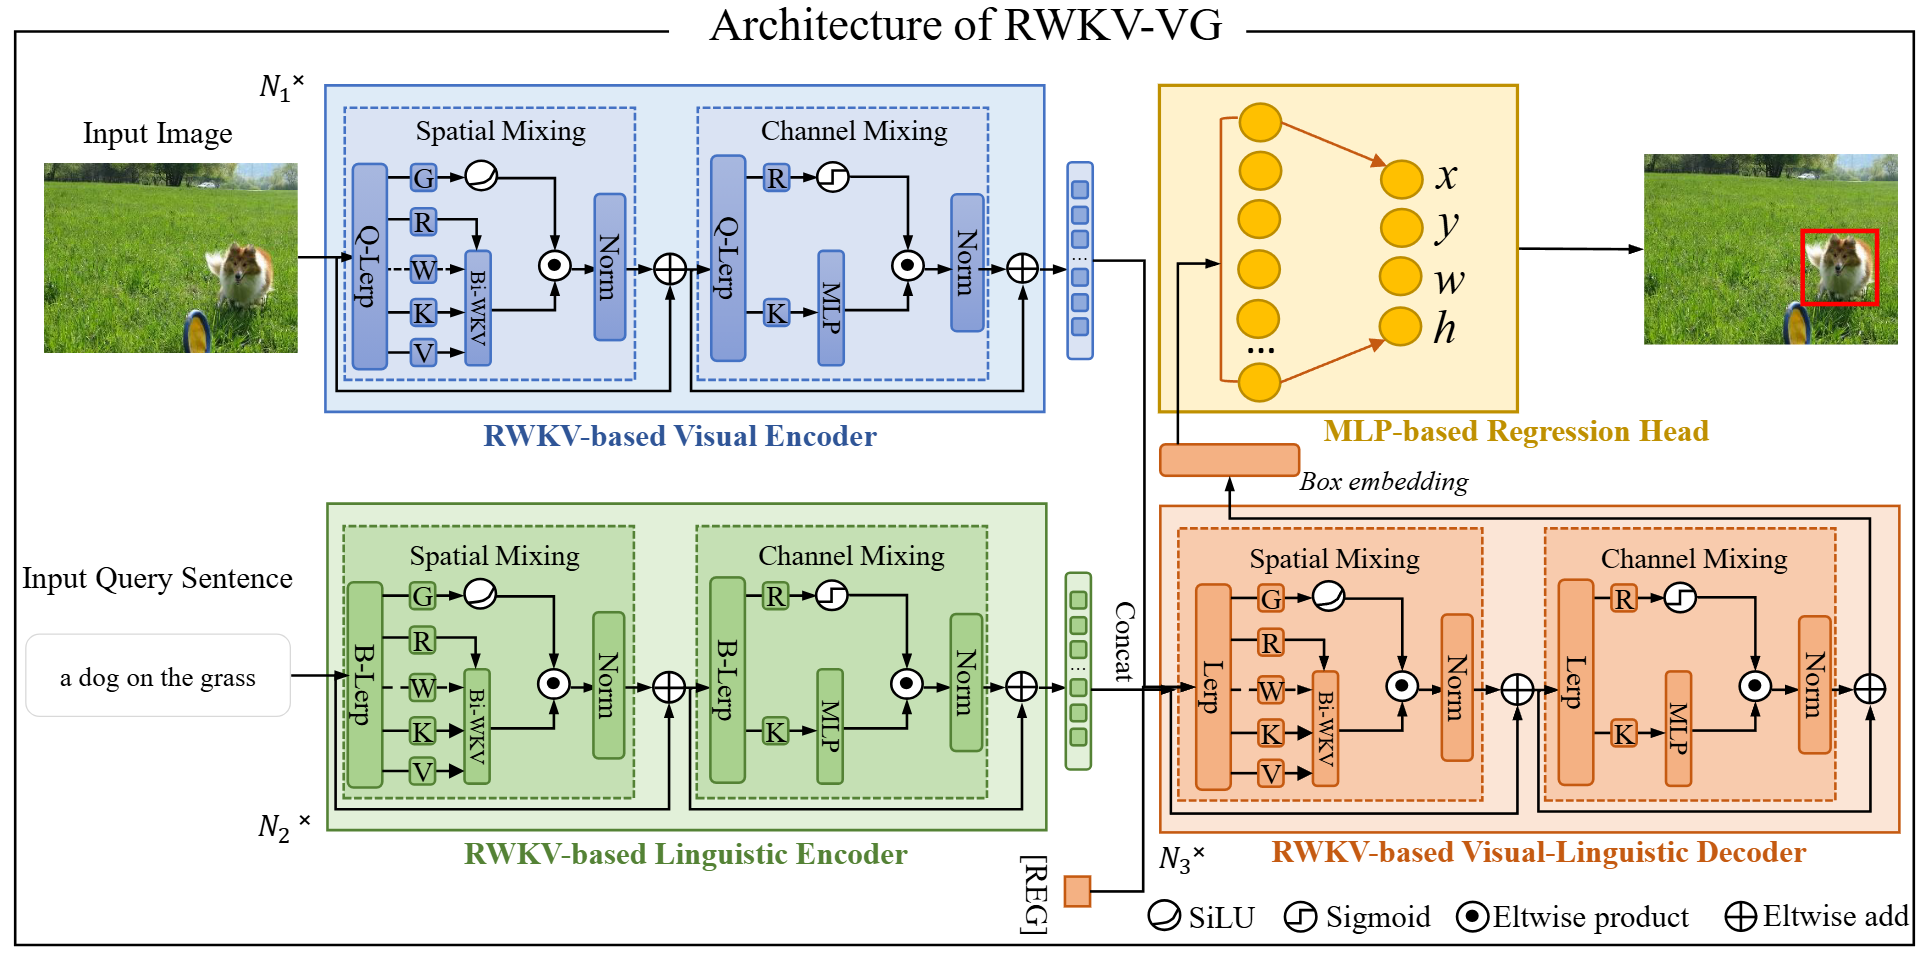 Architecture of RWKV-VG
N₁×
Input Image
Spatial Mixing
Q-Lerp
G
R
W
K
V
Bi-WKV
Norm
Channel Mixing
Q-Lerp
R
K
MLP
Norm
...
RWKV-based Visual Encoder
...
x
y
w
h
MLP-based Regression Head
Box embedding
Input Query Sentence
a dog on the grass
Spatial Mixing
B-Lerp
G
R
W
K
V
Bi-WKV
Norm
Channel Mixing
B-Lerp
R
K
MLP
Norm
...
N₂×
RWKV-based Linguistic Encoder
Concat
[REG]
Spatial Mixing
Lerp
G
R
W
K
V
Bi-WKV
Norm
Channel Mixing
Lerp
R
K
MLP
Norm
N₃×
RWKV-based Visual-Linguistic Decoder
SiLU
Sigmoid
Eltwise product
Eltwise add